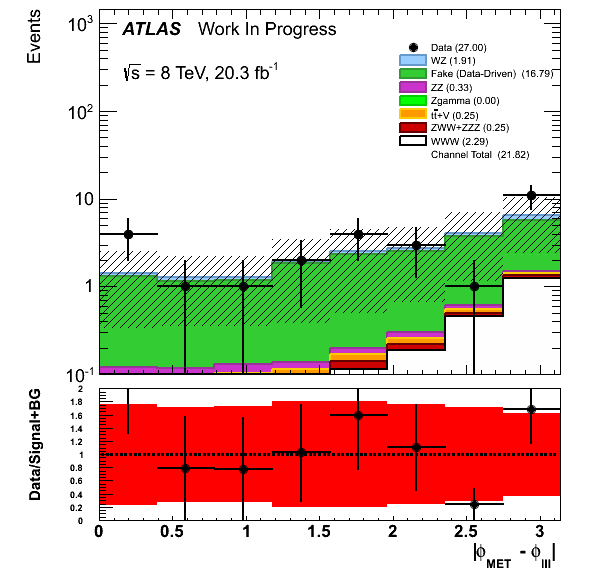 Events
ATLAS Work In Progress
√s = 8 TeV, 20.3 fb⁻¹
Data (27.00)
WZ (1.91)
Fake (Data-Driven) (16.79)
ZZ (0.33)
Zgamma (0.00)
tt̄+V (0.25)
ZWW+ZZZ (0.25)
WWW (2.29)
Channel Total (21.82)
10³
10²
10
1
10⁻¹
Data/Signal+BG
2
1.8
1.6
1.4
1.2
1
0.8
0.6
0.4
0.2
0
0 0.5 1 1.5 2 2.5 3
|ϕ_MET - ϕ_lll|